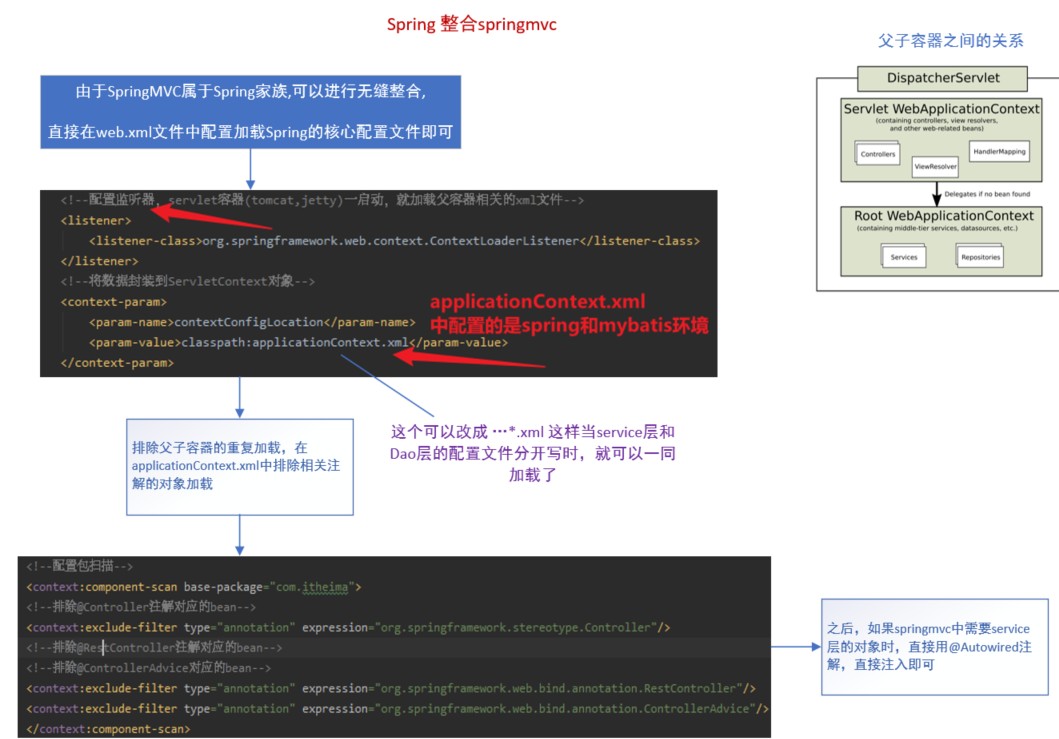 Spring 整合springmvc
由于SpringMVC属于Spring家族,可以进行无缝整合,
直接在web.xml文件中配置加载Spring的核心配置文件即可
<!--配置监听器, servlet容器(tomcat,jetty)一启动, 就加载父容器相关的xml文件-->
<listener>
<listener-class>org.springframework.web.context.ContextLoaderListener</listener-class>
</listener>
<!--将数据封装到ServletContext对象-->
<context-param>
<param-name>contextConfigLocation</param-name>
<param-value>classpath:applicationContext.xml</param-value>
</context-param>
applicationContext.xml
中配置的是spring和mybatis环境
这个可以改成 …*.xml 这样当service层和
Dao层的配置文件分开写时，就可以一同
加载了
排除父子容器的重复加载，在
applicationContext.xml中排除相关注
解的对象加载
<!--配置包扫描-->
<context:component-scan base-package="com.itheima">
<!--排除@Controller注解对应的bean-->
<context:exclude-filter type="annotation" expression="org.springframework.stereotype.Controller"/>
<!--排除@RestController注解对应的bean-->
<!--排除@ControllerAdvice对应的bean-->
<context:exclude-filter type="annotation" expression="org.springframework.web.bind.annotation.RestController"/>
<context:exclude-filter type="annotation" expression="org.springframework.web.bind.annotation.ControllerAdvice"/>
</context:component-scan>
之后，如果springmvc中需要service
层的对象时，直接用@Autowired注
解，直接注入即可
父子容器之间的关系
DispatcherServlet
Servlet WebApplicationContext
(containing controllers, view resolvers,
and other web-related beans)
Controllers
ViewResolver
HandlerMapping
Delegates if no bean found
Root WebApplicationContext
(containing middle-tier services, datasources, etc.)
Services
Repositories